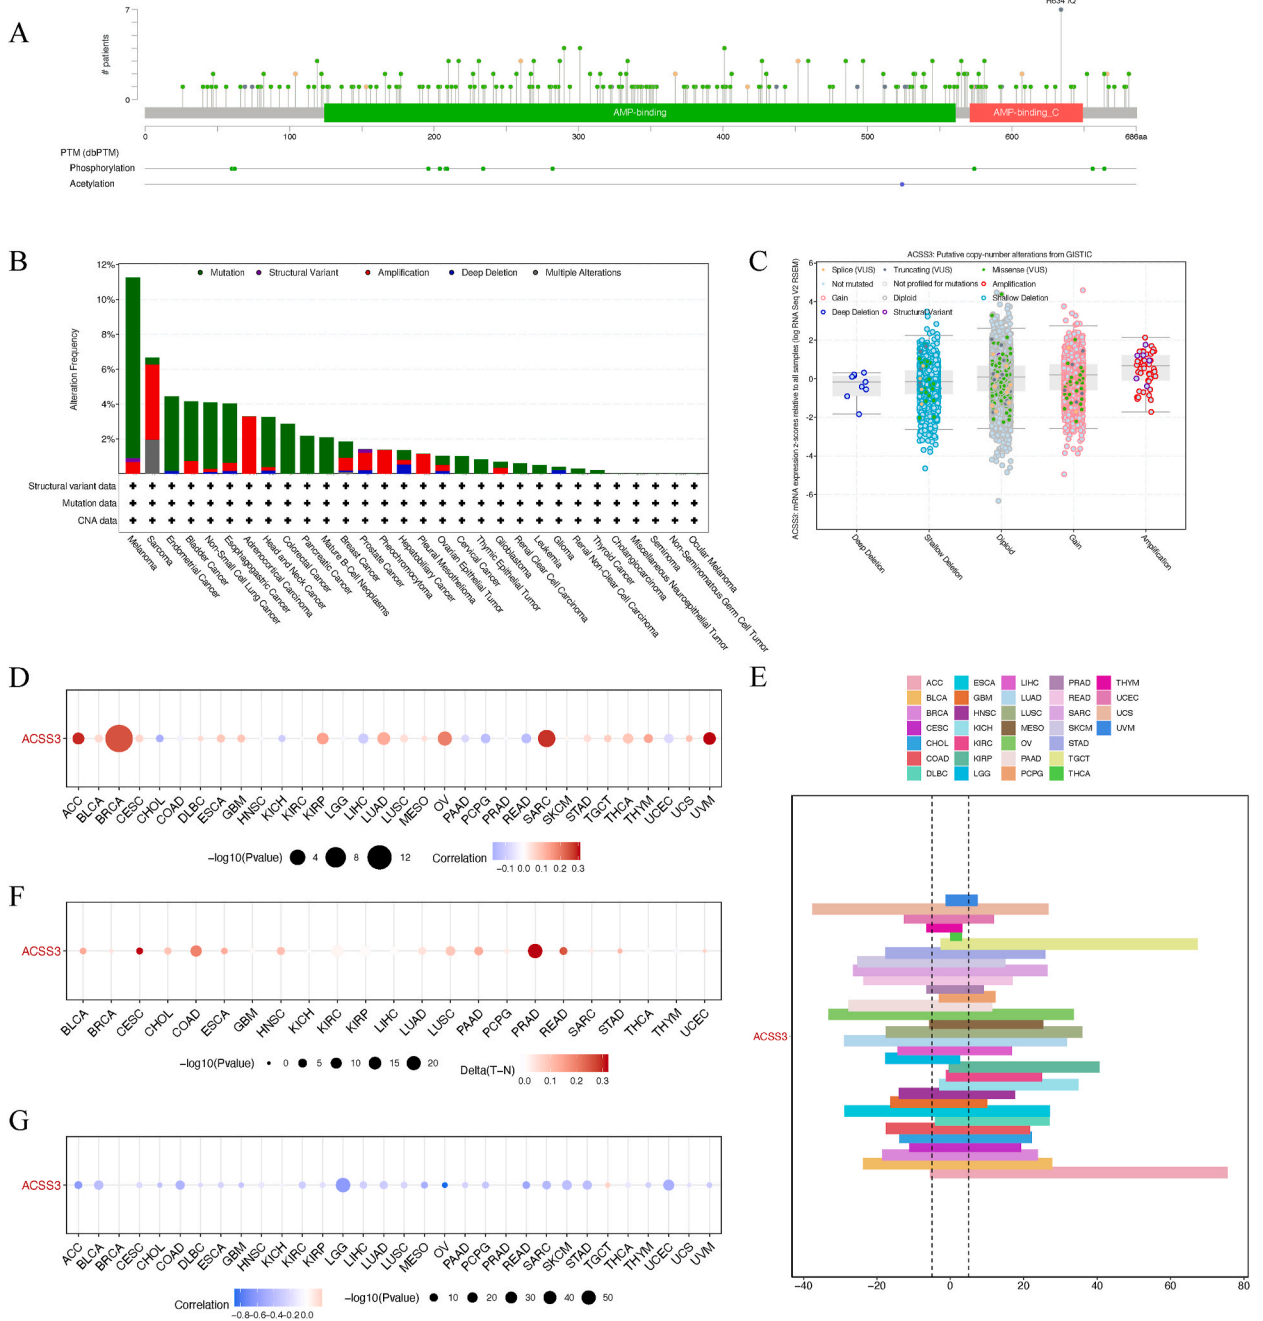 A
R634*/Q
# patients
7
0
AMP-binding
AMP-binding_C
0 100 200 300 400 500 600 686aa
PTM (dbPTM)
Phosphorylation
Acetylation
B
12%
10%
8%
6%
4%
2%
Alteration Frequency
Mutation Structural Variant Amplification Deep Deletion Multiple Alterations
Structural variant data
Mutation data
CNA data
Melanoma
Sarcoma
Endometrial Cancer
Bladder Cancer
Non-Small Cell Lung Cancer
Esophagogastric Cancer
Adrenocortical Carcinoma
Head and Neck Cancer
Colorectal Cancer
Pancreatic Cancer
Mature B-Cell Neoplasms
Breast Cancer
Prostate Cancer
Pheochromocytoma
Hepatobiliary Cancer
Pleural Mesothelioma
Ovarian Epithelial Tumor
Cervical Cancer
Thymic Epithelial Tumor
Glioblastoma
Renal Clear Cell Carcinoma
Leukemia
Glioma
Renal Non-Clear Cell Carcinoma
Thyroid Cancer
Cholangiocarcinoma
Miscellaneous Neuroepithelial Tumor
Seminoma
Non-Seminomatous Germ Cell Tumor
Ocular Melanoma
C
ACSS3: Putative copy-number alterations from GISTIC
ACSS3: mRNA expression z-scores relative to all samples (log RNA Seq V2 RSEM)
6
4
2
0
-2
-4
-6
Splice (VUS) Truncating (VUS) Missense (VUS)
Not mutated Not profiled for mutations Amplification
Gain Diploid Shallow Deletion
Deep Deletion Structural Variant
Deep Deletion
Shallow Deletion
Diploid
Gain
Amplification
D
ACSS3
ACC BLCA BRCA CESC CHOL COAD DLBC ESCA GBM HNSC KICH KIRC KIRP LGG LIHC LUAD LUSC MESO OV PAAD PCPG PRAD READ SARC SKCM STAD TGCT THCA THYM UCEC UCS UVM
−log10(Pvalue) 4 8 12 Correlation
−0.1 0.0 0.1 0.2 0.3
E
ACC ESCA LIHC PRAD THYM
BLCA GBM LUAD READ UCEC
BRCA HNSC LUSC SARC UCS
CESC KICH MESO SKCM UVM
CHOL KIRC OV STAD
COAD KIRP PAAD TGCT
DLBC LGG PCPG THCA
ACSS3
−40 −20 0 20 40 60 80
F
ACSS3
BLCA BRCA CESC CHOL COAD ESCA GBM HNSC KICH KIRC KIRP LIHC LUAD LUSC PAAD PCPG PRAD READ SARC STAD THCA THYM UCEC
−log10(Pvalue) 0 5 10 15 20 Delta(T−N)
0.0 0.1 0.2 0.3
G
ACSS3
ACC BLCA BRCA CESC CHOL COAD DLBC ESCA GBM HNSC KICH KIRC KIRP LGG LIHC LUAD LUSC MESO OV PAAD PCPG PRAD READ SARC SKCM STAD TGCT THCA THYM UCEC UCS UVM
Correlation
−0.8−0.6−0.4−0.2 0.0
−log10(Pvalue) 10 20 30 40 50